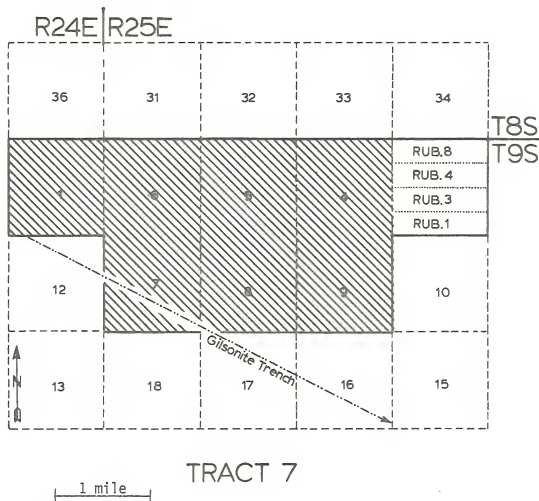 R24E R25E
36 31 32 33 34
T8S
T9S
1 6 5 4
RUB.8
RUB.4
RUB.3
RUB.1
12 7 8 9 10
Gilsonite Trench
N
13 18 17 16 15
TRACT 7
1 mile